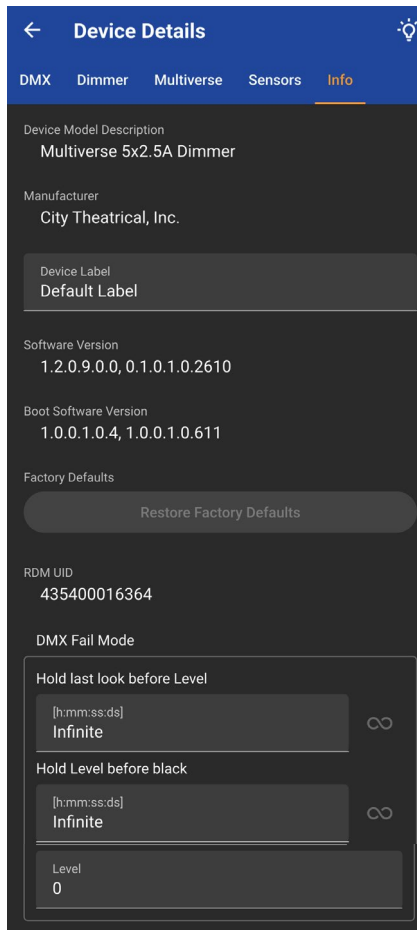 Device Details
DMX Dimmer Multiverse Sensors Info
Device Model Description
Multiverse 5x2.5A Dimmer
Manufacturer
City Theatrical, Inc.
Device Label
Default Label
Software Version
1.2.0.9.0.0, 0.1.0.1.0.2610
Boot Software Version
1.0.0.1.0.4, 1.0.0.1.0.611
Factory Defaults
Restore Factory Defaults
RDM UID
435400016364
DMX Fail Mode
Hold last look before Level
[h:mm:ss:ds]
Infinite
Hold Level before black
[h:mm:ss:ds]
Infinite
Level
0